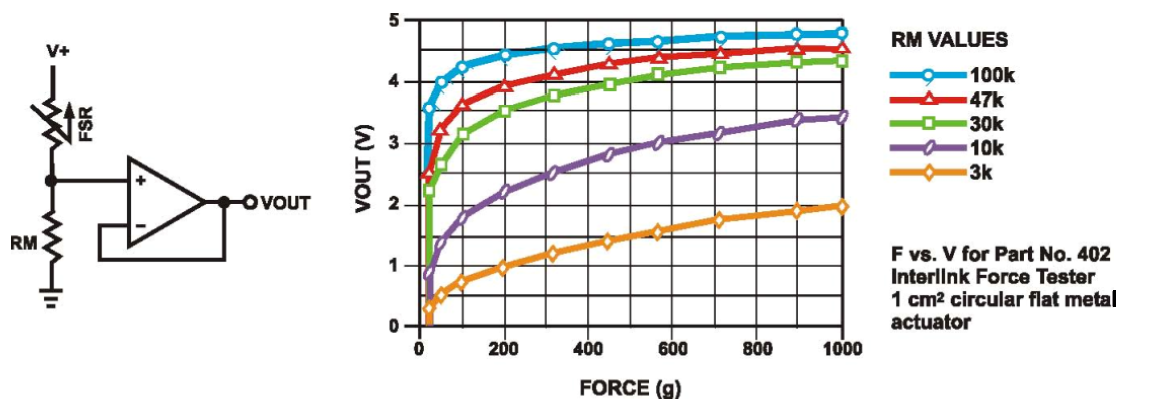 V+
FSR
RM
+
−
VOUT
VOUT (V)
5
4
3
2
1
0
0
200
400
600
800
1000
FORCE (g)
RM VALUES
100k
47k
30k
10k
3k
F vs. V for Part No. 402
Interlink Force Tester
1 cm² circular flat metal
actuator